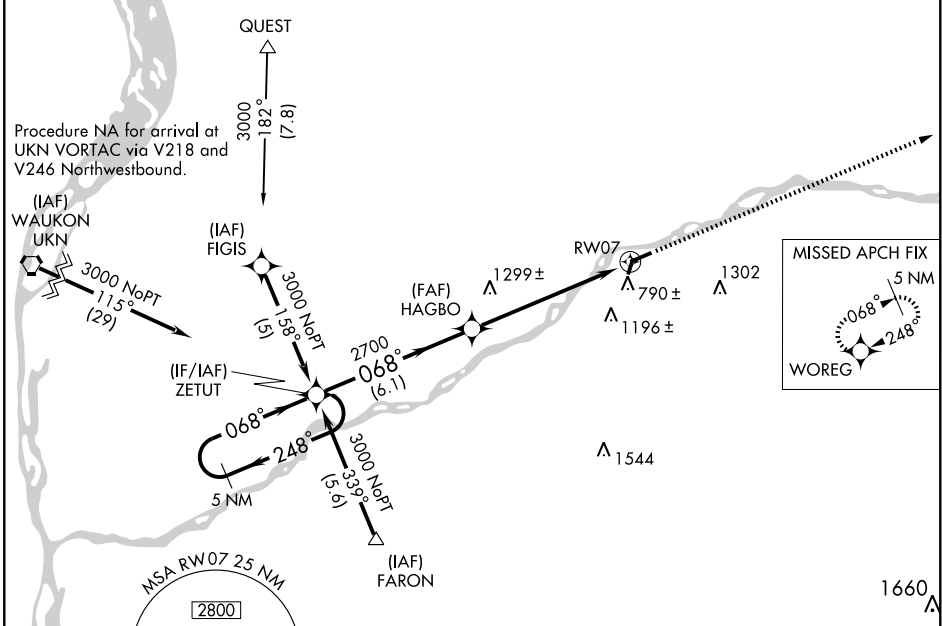 QUEST
3000
182°
(7.8)
Procedure NA for arrival at
UKN VORTAC via V218 and
V246 Northwestbound.
(IAF)
WAUKON
UKN
3000 NoPT
115°
(29)
(IAF)
FIGIS
3000 NoPT
158°
(5)
RW07
1299 ±
790 ±
1302
1196 ±
MISSED APCH FIX
5 NM
068°
248°
WOREG
(FAF)
HAGBO
2700
068°
(6.1)
(IF/IAF)
ZETUT
068°
248°
5 NM
3000 NoPT
339°
(5.6)
1544
(IAF)
FARON
MSA RW07 25 NM
2800
1660